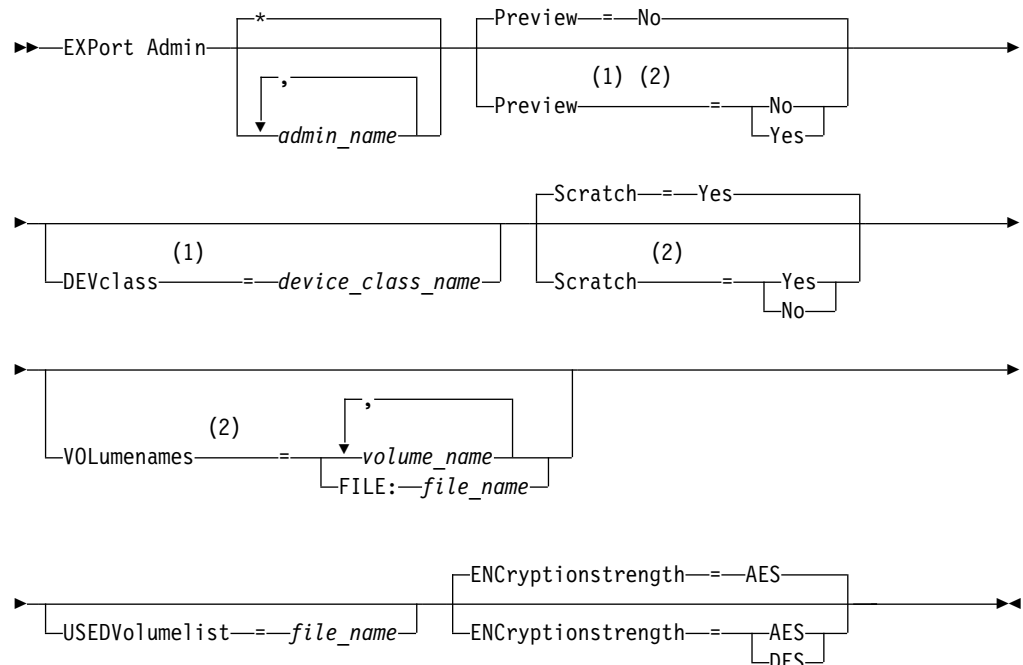 * Preview = No
EXPort Admin
, (1) (2)
Preview = No
admin_name Yes
Scratch = Yes
(1) (2)
DEVclass = device_class_name Scratch = Yes
No
,
(2)
VOLumenames = volume_name
FILE: file_name
ENCryptionstrength = AES
USEDVolumelist = file_name ENCryptionstrength = AES
DES